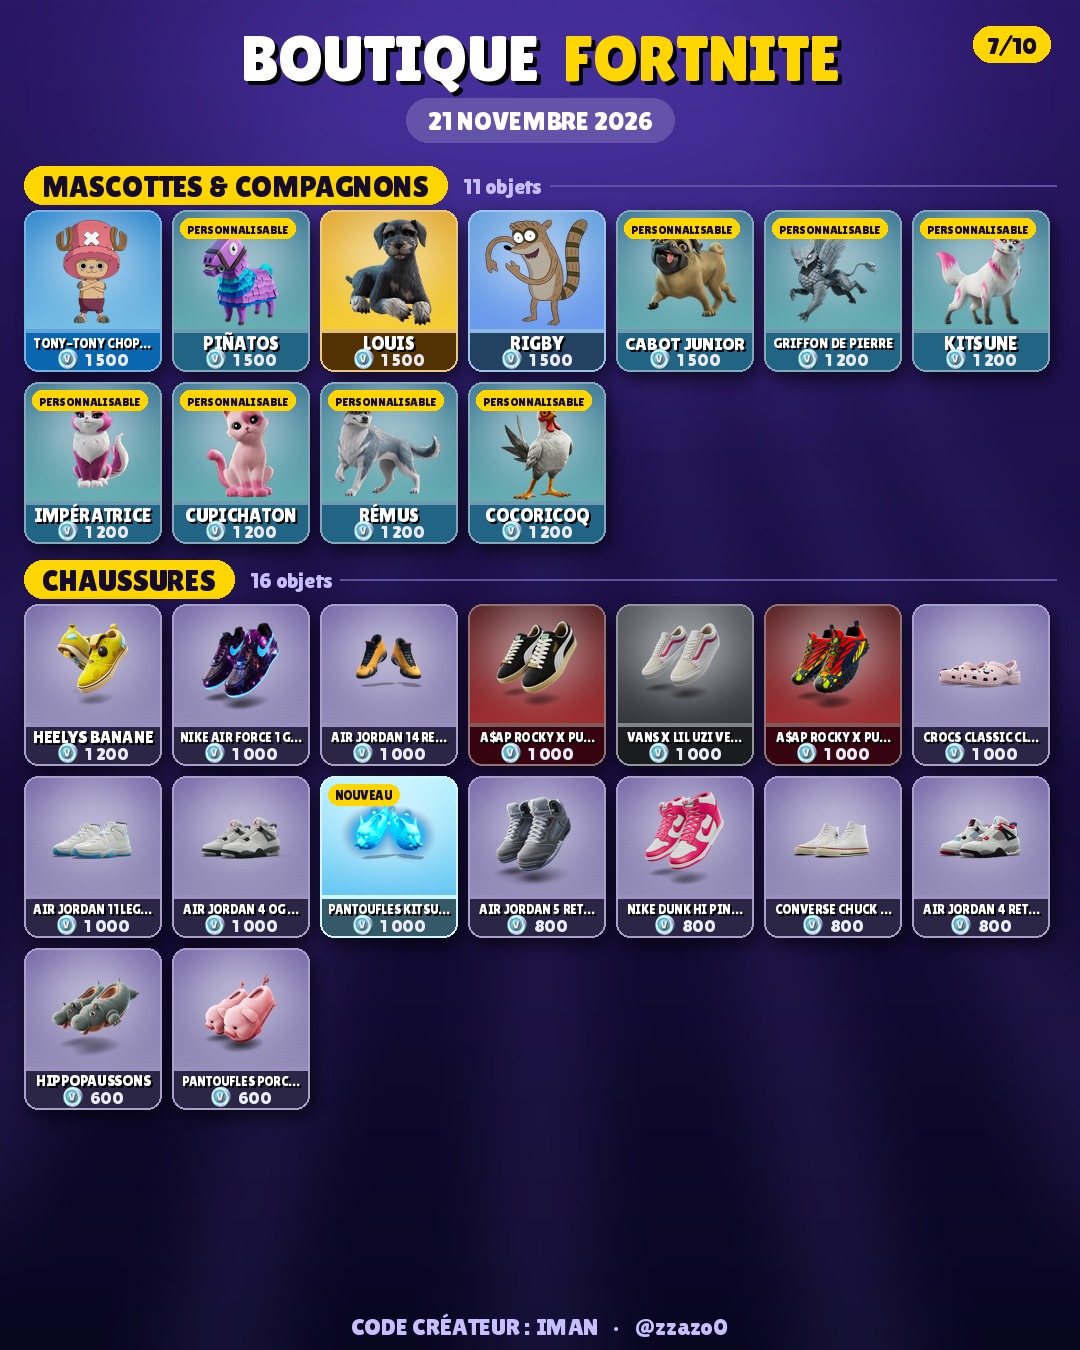 BOUTIQUE FORTNITE
7/10
21 NOVEMBRE 2026
MASCOTTES & COMPAGNONS 11 objets
PERSONNALISABLE PERSONNALISABLE PERSONNALISABLE PERSONNALISABLE
TONY-TONY CHOP... PIÑATOS LOUIS RIGBY CABOT JUNIOR GRIFFON DE PIERRE KITSUNE
1 500 1 500 1 500 1 500 1 500 1 200 1 200
PERSONNALISABLE PERSONNALISABLE PERSONNALISABLE PERSONNALISABLE
IMPÉRATRICE CUPICHATON RÉMUS COCORICOQ
1 200 1 200 1 200 1 200
CHAUSSURES 16 objets
HEELYS BANANE NIKE AIR FORCE 1 G... AIR JORDAN 14 RE... A$AP ROCKY X PU... VANS X LIL UZI VE... A$AP ROCKY X PU... CROCS CLASSIC CL...
1 200 1 000 1 000 1 000 1 000 1 000 1 000
NOUVEAU
AIR JORDAN 11 LEG... AIR JORDAN 4 OG ... PANTOUFLES KITSU... AIR JORDAN 5 RET... NIKE DUNK HI PIN... CONVERSE CHUCK ... AIR JORDAN 4 RET...
1 000 1 000 1 000 800 800 800 800
HIPPOPAUSSONS PANTOUFLES PORC...
600 600
CODE CRÉATEUR : IMAN · @zzazo0